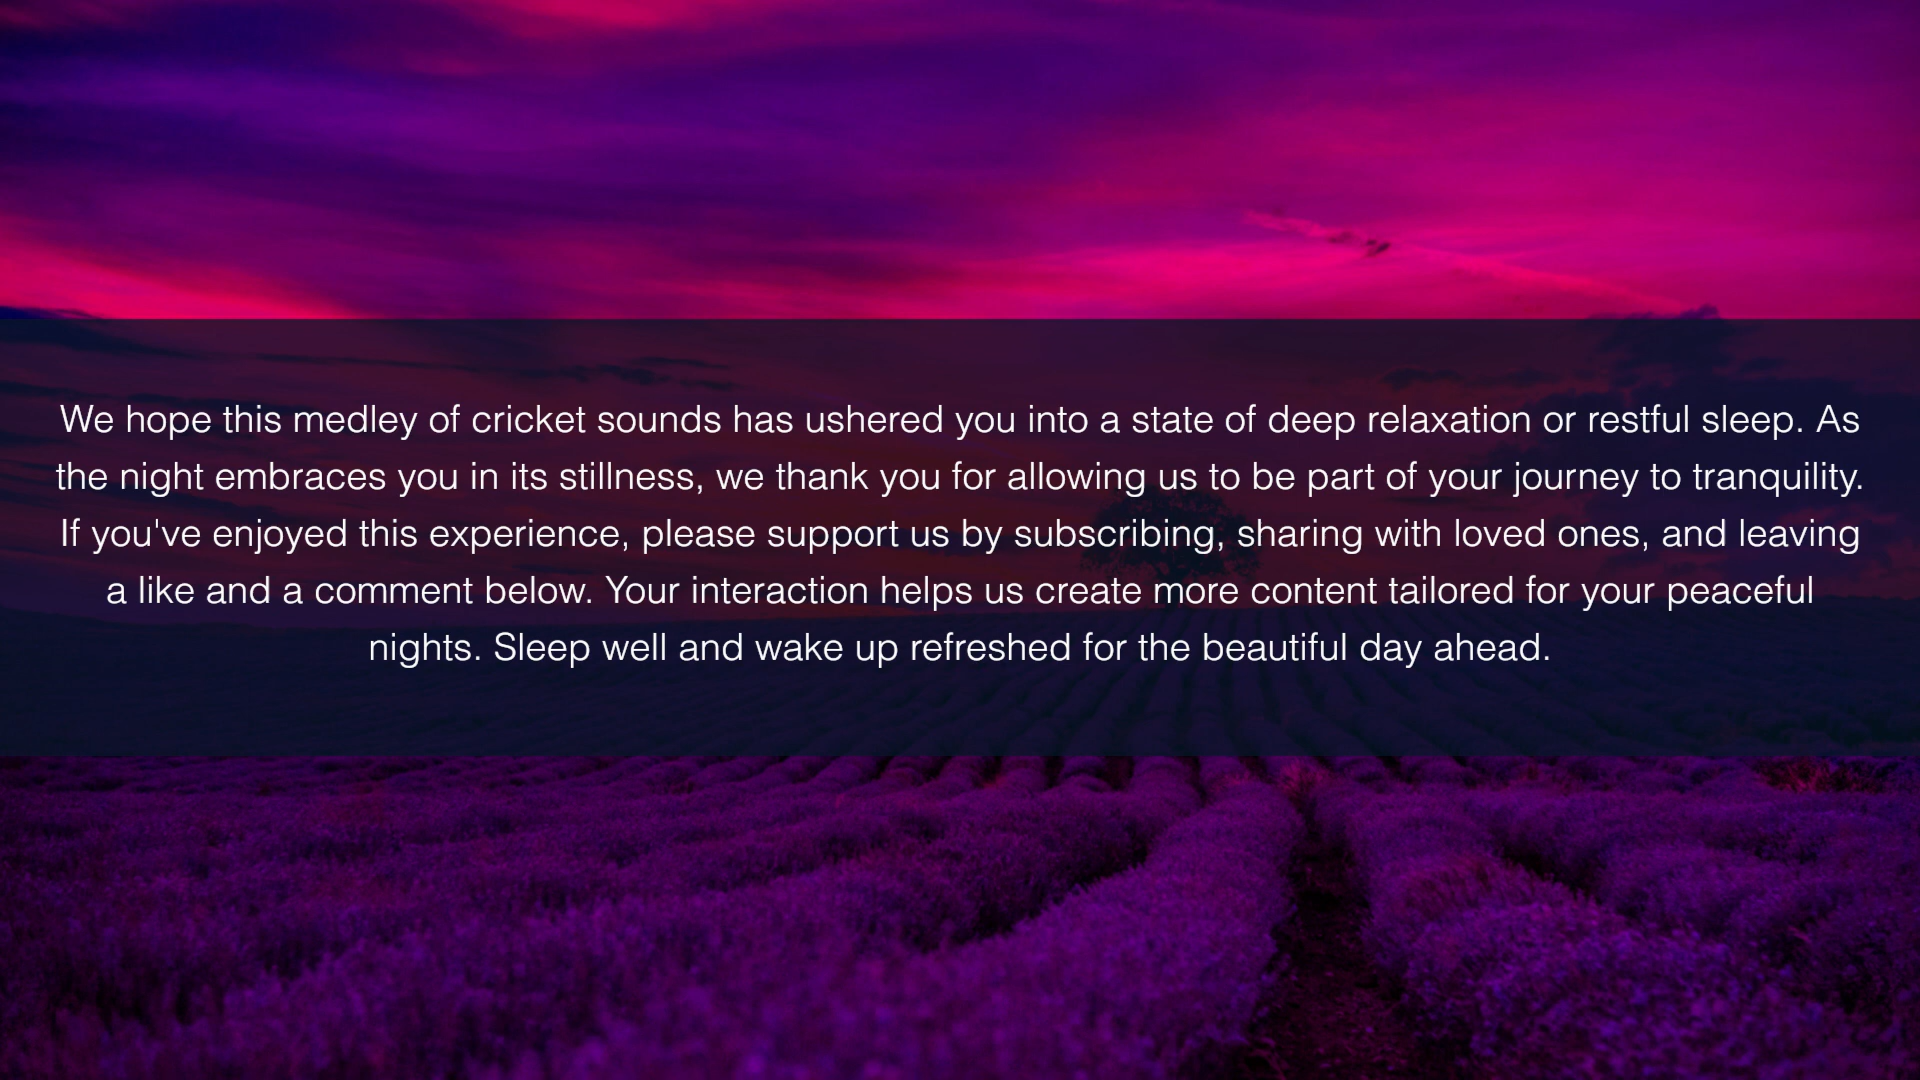 We hope this medley of cricket sounds has ushered you into a state of deep relaxation or restful sleep. As
the night embraces you in its stillness, we thank you for allowing us to be part of your journey to tranquility.
If you've enjoyed this experience, please support us by subscribing, sharing with loved ones, and leaving
a like and a comment below. Your interaction helps us create more content tailored for your peaceful
nights. Sleep well and wake up refreshed for the beautiful day ahead.